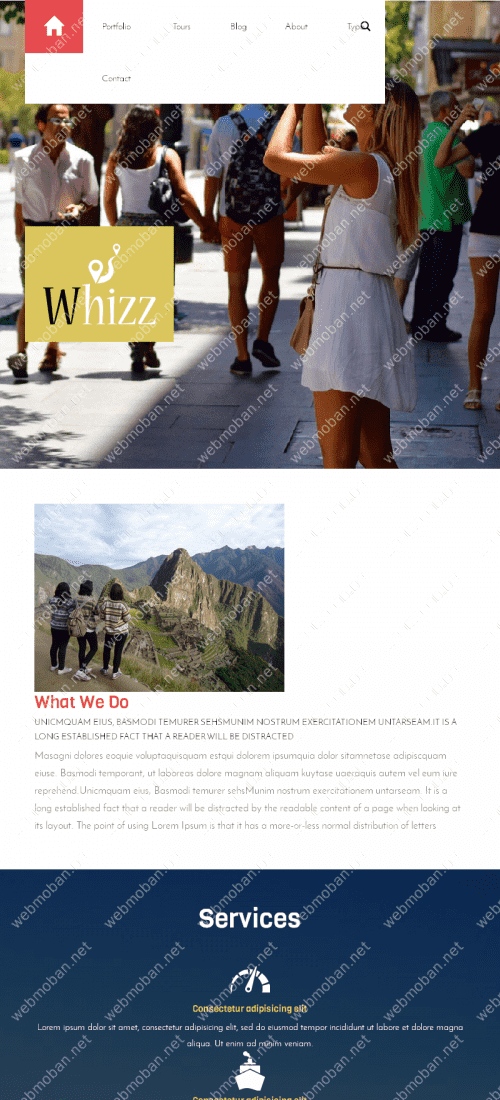 Portfolio Tours Blog About Typo
Contact
Whizz
What We Do
UNICMQUAM EIUS, BASMODI TEMURER SEHSMUNIM NOSTRUM EXERCITATIONEM UNTARSEAM.IT IS A
LONG ESTABLISHED FACT THAT A READER WILL BE DISTRACTED
Masagni dolores eoquie voluptaquisquam estqui dolorem ipsumquia dolor sitamnetase adipiscquam
eiuse. Basmodi temporant, ut laboreas dolore magnam aliquam kuytase uaeraquis autem vel eum iure
reprehend.Unicmquam eius, Basmodi temurer sehsMunim nostrum exercitationem untarseam. It is a
long established fact that a reader will be distracted by the readable content of a page when looking at
its layout. The point of using Lorem Ipsum is that it has a more-or-less normal distribution of letters
Services
Consectetur adipisicing elit
Lorem ipsum dolor sit amet, consectetur adipisicing elit, sed do eiusmod tempor incididunt ut labore et dolore magna
aliqua. Ut enim ad minim veniam.
Consectetur adipisicing elit
webmoban.net